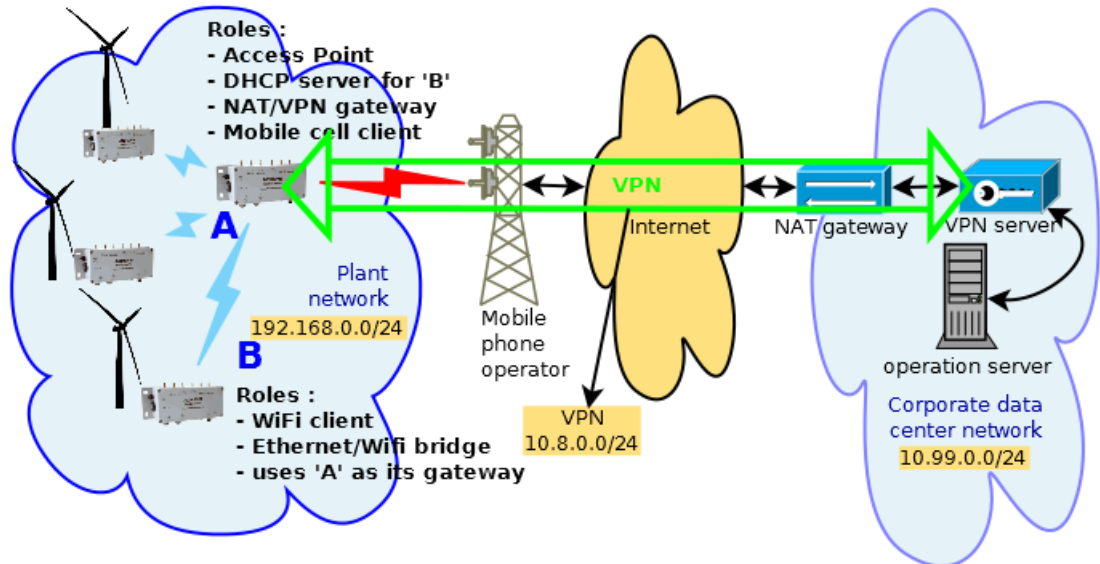 Roles :
- Access Point
- DHCP server for 'B'
- NAT/VPN gateway
- Mobile cell client
A
Plant
network
192.168.0.0/24
B
Roles :
- WiFi client
- Ethernet/Wifi bridge
- uses 'A' as its gateway
Mobile
phone
operator
VPN
Internet
VPN
10.8.0.0/24
NAT gateway
VPN server
operation server
Corporate data
center network
10.99.0.0/24